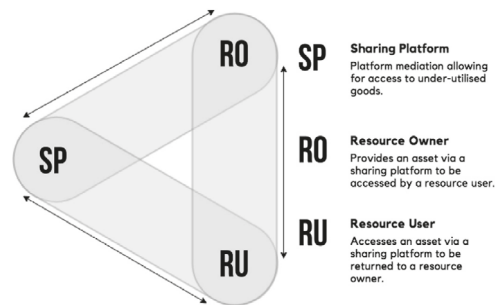 RO
SP
RU
SP
Sharing Platform
Platform mediation allowing
for access to under-utilised
goods.
RO
Resource Owner
Provides an asset via a
sharing platform to be
accessed by a resource user.
RU
Resource User
Accesses an asset via a
sharing platform to be
returned to a resource
owner.